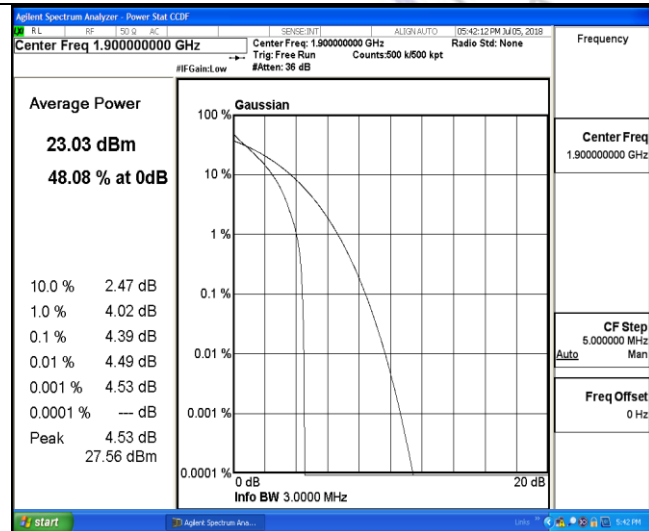 Agilent Spectrum Analyzer - Power Stat CCDF
RL RF 50 Ω AC SENSE:INT ALIGN AUTO 05:42:12 PM Jul 05, 2018
Center Freq 1.900000000 GHz
Center Freq: 1.900000000 GHz Radio Std: None
Trig: Free Run Counts:500 k/500 kpt
#IFGain:Low #Atten: 36 dB
Frequency
Average Power
23.03 dBm
48.08 % at 0dB
10.0 % 2.47 dB
1.0 % 4.02 dB
0.1 % 4.39 dB
0.01 % 4.49 dB
0.001 % 4.53 dB
0.0001 % --- dB
Peak 4.53 dB
27.56 dBm
Gaussian
100 %
10 %
1 %
0.1 %
0.01 %
0.001 %
0.0001 %
0 dB 20 dB
Info BW 3.0000 MHz
Center Freq
1.900000000 GHz
CF Step
5.000000 MHz
Auto Man
Freq Offset
0 Hz
start Agilent Spectrum Ana... Links 5:42 PM